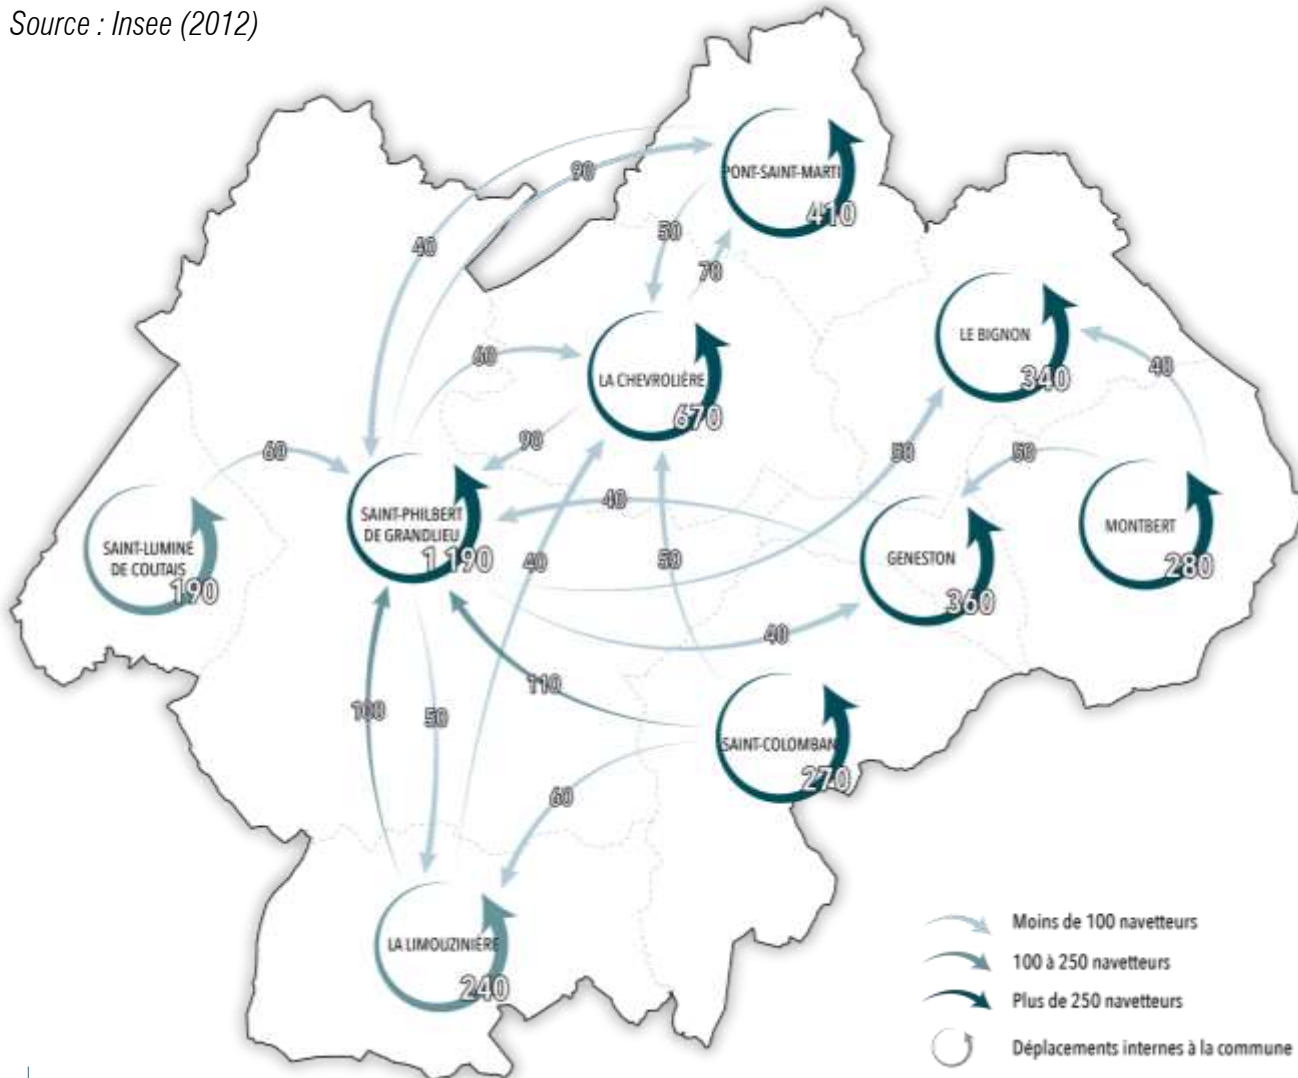 Source : Insee (2012)
90
PONT-SAINT-MARTI
410
40
50
70
LE BIGNON
340
60
LA CHEVROLIÈRE
670
40
90
60
50
50
SAINT-PHILBERT
DE GRANDLIEU
1 190
40
MONTBERT
280
SAINT-LUMINE
DE COUTAIS
190
40
50
GENESTON
360
40
110
100
50
SAINT-COLOMBAN
270
60
LA LIMOUZINIÈRE
240
Moins de 100 navetteurs
100 à 250 navetteurs
Plus de 250 navetteurs
Déplacements internes à la commune